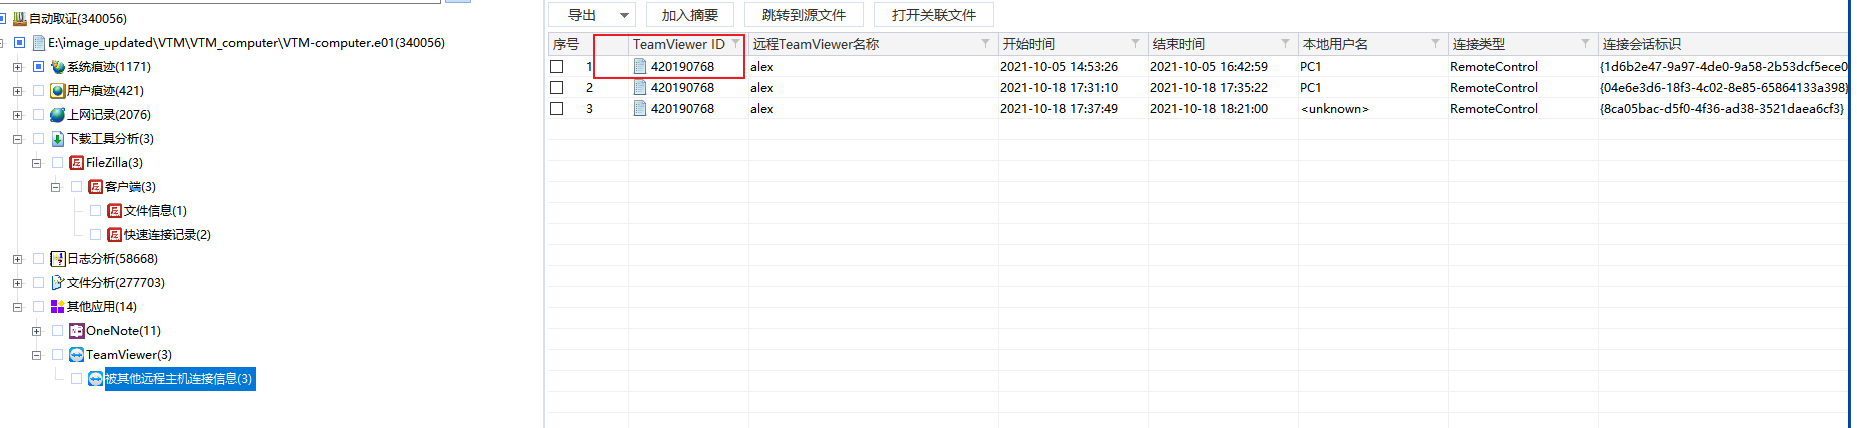 自动取证(340056)
E:\image_updated\VTM\VTM_computer\VTM-computer.e01(340056)
系统痕迹(1171)
用户痕迹(421)
上网记录(2076)
下载工具分析(3)
FileZilla(3)
客户端(3)
文件信息(1)
快速连接记录(2)
日志分析(58668)
文件分析(277703)
其他应用(14)
OneNote(11)
TeamViewer(3)
被其他远程主机连接信息(3)
导出 加入摘要 跳转到源文件 打开关联文件
序号 TeamViewer ID 远程TeamViewer名称 开始时间 结束时间 本地用户名 连接类型 连接会话标识
1 420190768 alex 2021-10-05 14:53:26 2021-10-05 16:42:59 PC1 RemoteControl {1d6b2e47-9a97-4de0-9a58-2b53dcf5ece0
2 420190768 alex 2021-10-18 17:31:10 2021-10-18 17:35:22 PC1 RemoteControl {04e6e3d6-18f3-4c02-8e85-65864133a398}
3 420190768 alex 2021-10-18 17:37:49 2021-10-18 18:21:00 <unknown> RemoteControl {8ca05bac-d5f0-4f36-ad38-3521daea6cf3}